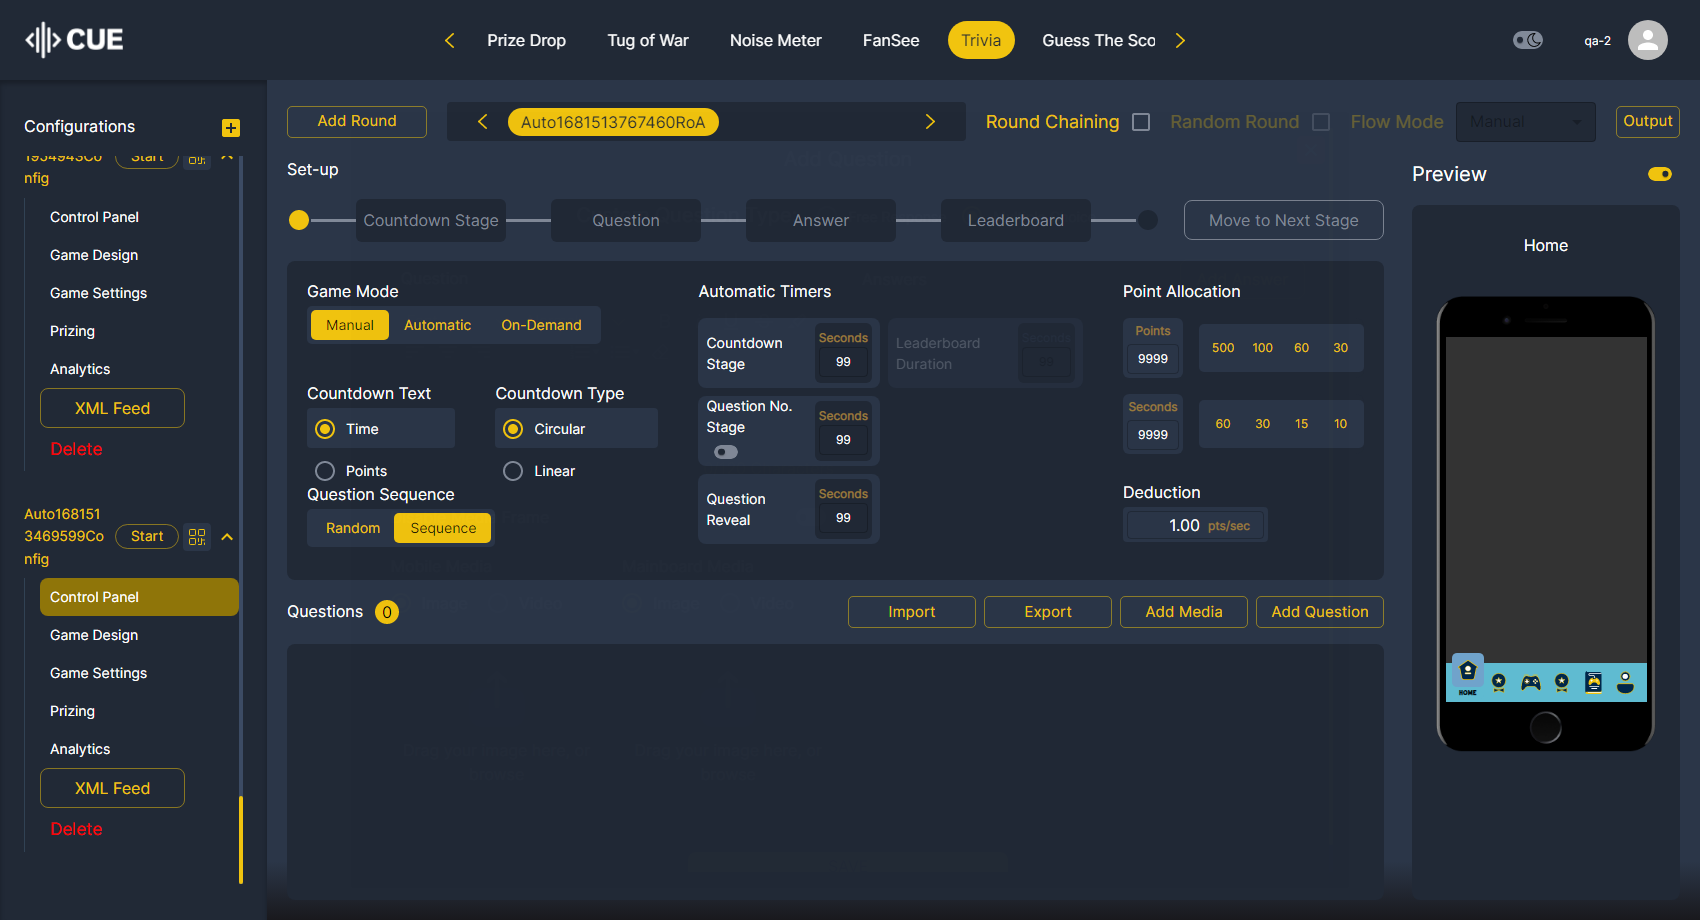 CUE
Prize Drop
Tug of War
Noise Meter
FanSee
Trivia
Guess The Sco
qa-2
Configurations
Start
nfig
Control Panel
Game Design
Game Settings
Prizing
Analytics
XML Feed
Delete
Auto168151
3469599Co
nfig
Start
Control Panel
Game Design
Game Settings
Prizing
Analytics
XML Feed
Delete
Add Round
Auto1681513767460RoA
Round Chaining
Random Round
Flow Mode
Manual
Output
Set-up
Countdown Stage
Question
Answer
Leaderboard
Move to Next Stage
Game Mode
Manual
Automatic
On-Demand
Countdown Text
Time
Points
Countdown Type
Circular
Linear
Question Sequence
Random
Sequence
Automatic Timers
Countdown
Stage
Seconds
99
Leaderboard
Duration
Seconds
99
Question No.
Stage
Seconds
99
Question
Reveal
Seconds
99
Point Allocation
Points
9999
500 100 60 30
Seconds
9999
60 30 15 10
Deduction
1.00 pts/sec
Questions 0
Import
Export
Add Media
Add Question
Preview
Home
HOME